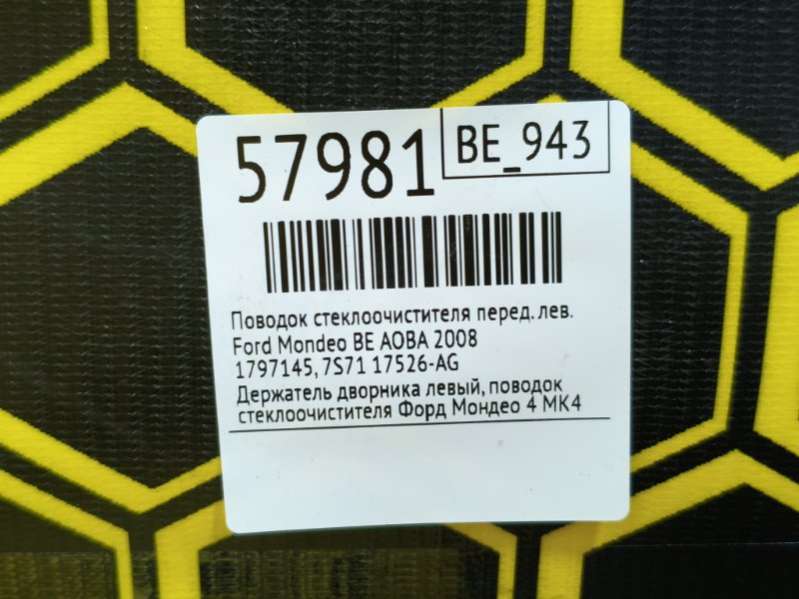 57981
BE_943
Поводок стеклоочистителя перед. лев.
Ford Mondeo BE AOBA 2008
1797145, 7S71 17526-AG
Держатель дворника левый, поводок
стеклоочистителя Форд Мондео 4 МК4